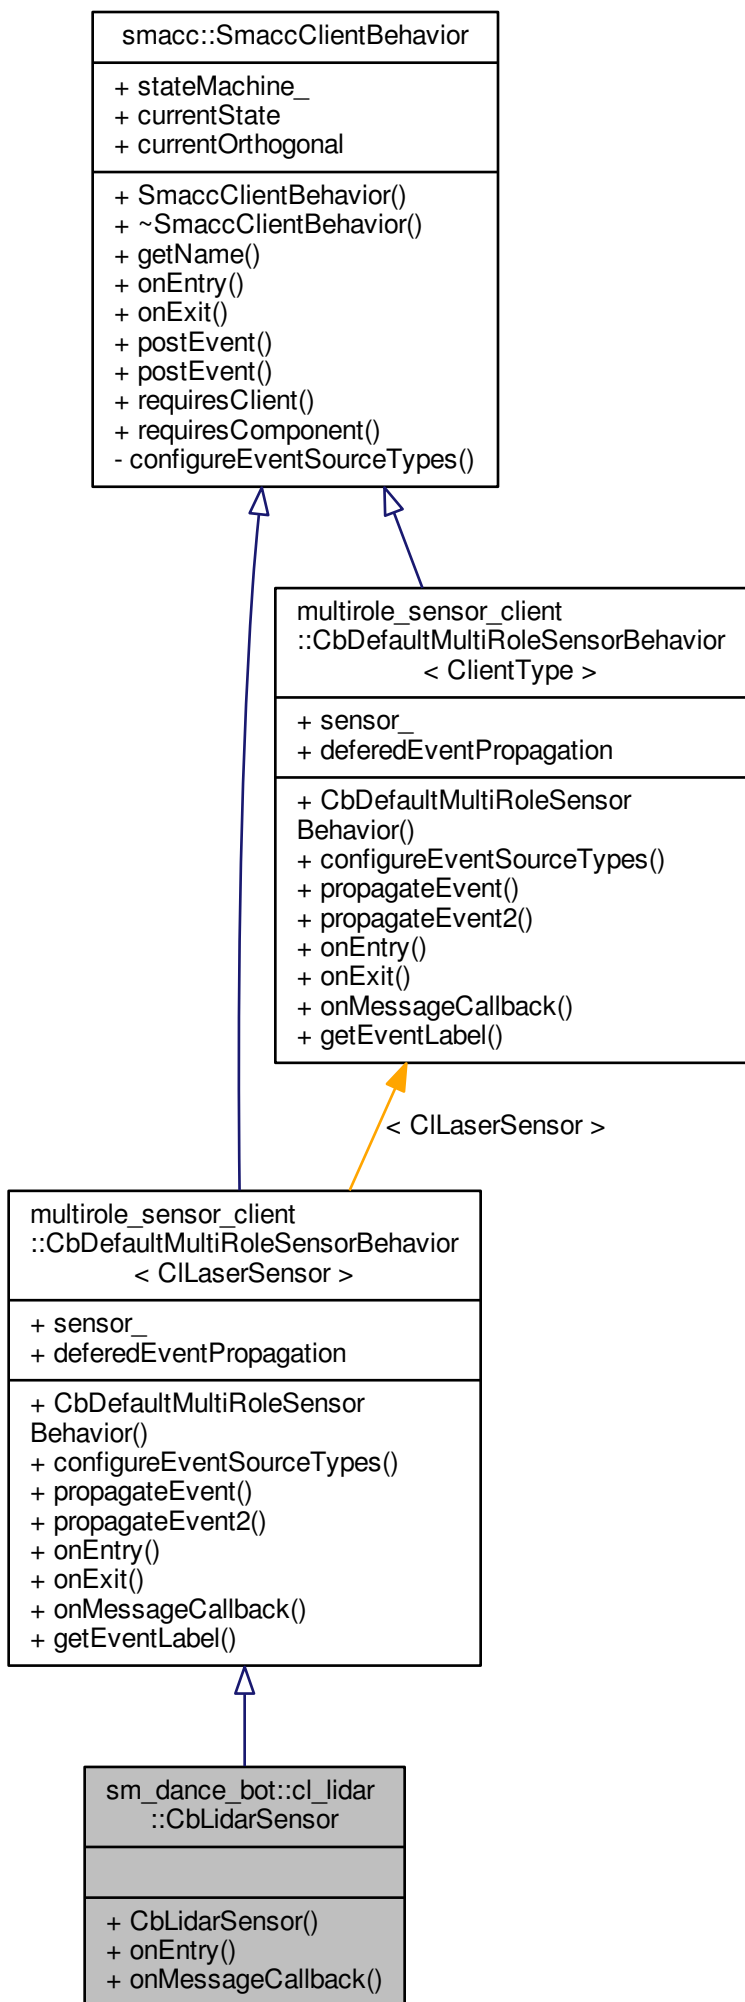 smacc::SmaccClientBehavior
+ stateMachine_
+ currentState
+ currentOrthogonal
+ SmaccClientBehavior()
+ ~SmaccClientBehavior()
+ getName()
+ onEntry()
+ onExit()
+ postEvent()
+ postEvent()
+ requiresClient()
+ requiresComponent()
- configureEventSourceTypes()
multirole_sensor_client
::CbDefaultMultiRoleSensorBehavior
< ClientType >
+ sensor_
+ deferedEventPropagation
+ CbDefaultMultiRoleSensor
Behavior()
+ configureEventSourceTypes()
+ propagateEvent()
+ propagateEvent2()
+ onEntry()
+ onExit()
+ onMessageCallback()
+ getEventLabel()
< ClLaserSensor >
multirole_sensor_client
::CbDefaultMultiRoleSensorBehavior
< ClLaserSensor >
+ sensor_
+ deferedEventPropagation
+ CbDefaultMultiRoleSensor
Behavior()
+ configureEventSourceTypes()
+ propagateEvent()
+ propagateEvent2()
+ onEntry()
+ onExit()
+ onMessageCallback()
+ getEventLabel()
sm_dance_bot::cl_lidar
::CbLidarSensor
+ CbLidarSensor()
+ onEntry()
+ onMessageCallback()